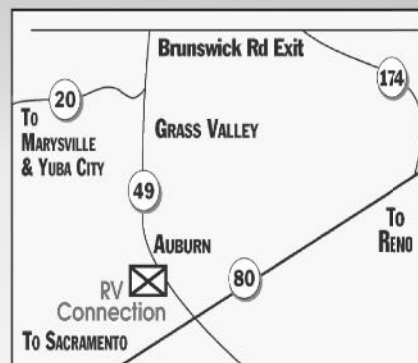 Brunswick Rd Exit
174
20
To
Marysville
& Yuba City
Grass Valley
49
To
Reno
Auburn
80
RV
Connection
To Sacramento